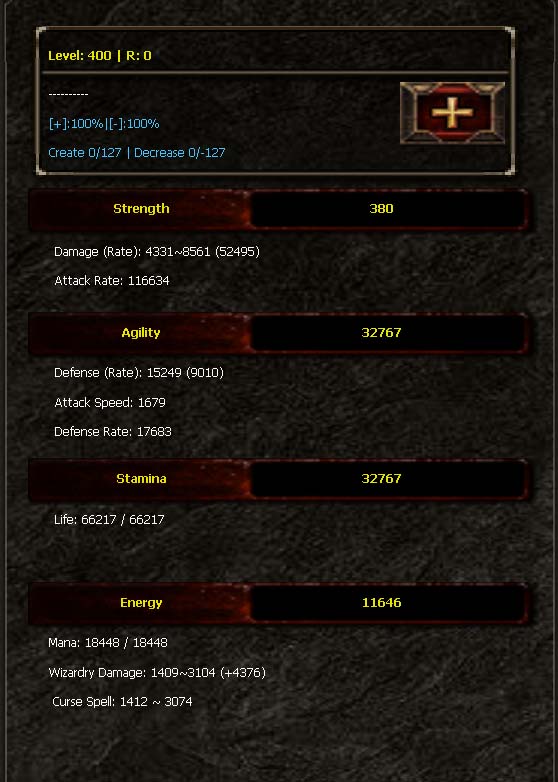 Level: 400 | R: 0
----------
[+]:100%|[-]:100%
Create 0/127 | Decrease 0/-127
Strength 380
Damage (Rate): 4331~8561 (52495)
Attack Rate: 116634
Agility 32767
Defense (Rate): 15249 (9010)
Attack Speed: 1679
Defense Rate: 17683
Stamina 32767
Life: 66217 / 66217
Energy 11646
Mana: 18448 / 18448
Wizardry Damage: 1409~3104 (+4376)
Curse Spell: 1412 ~ 3074